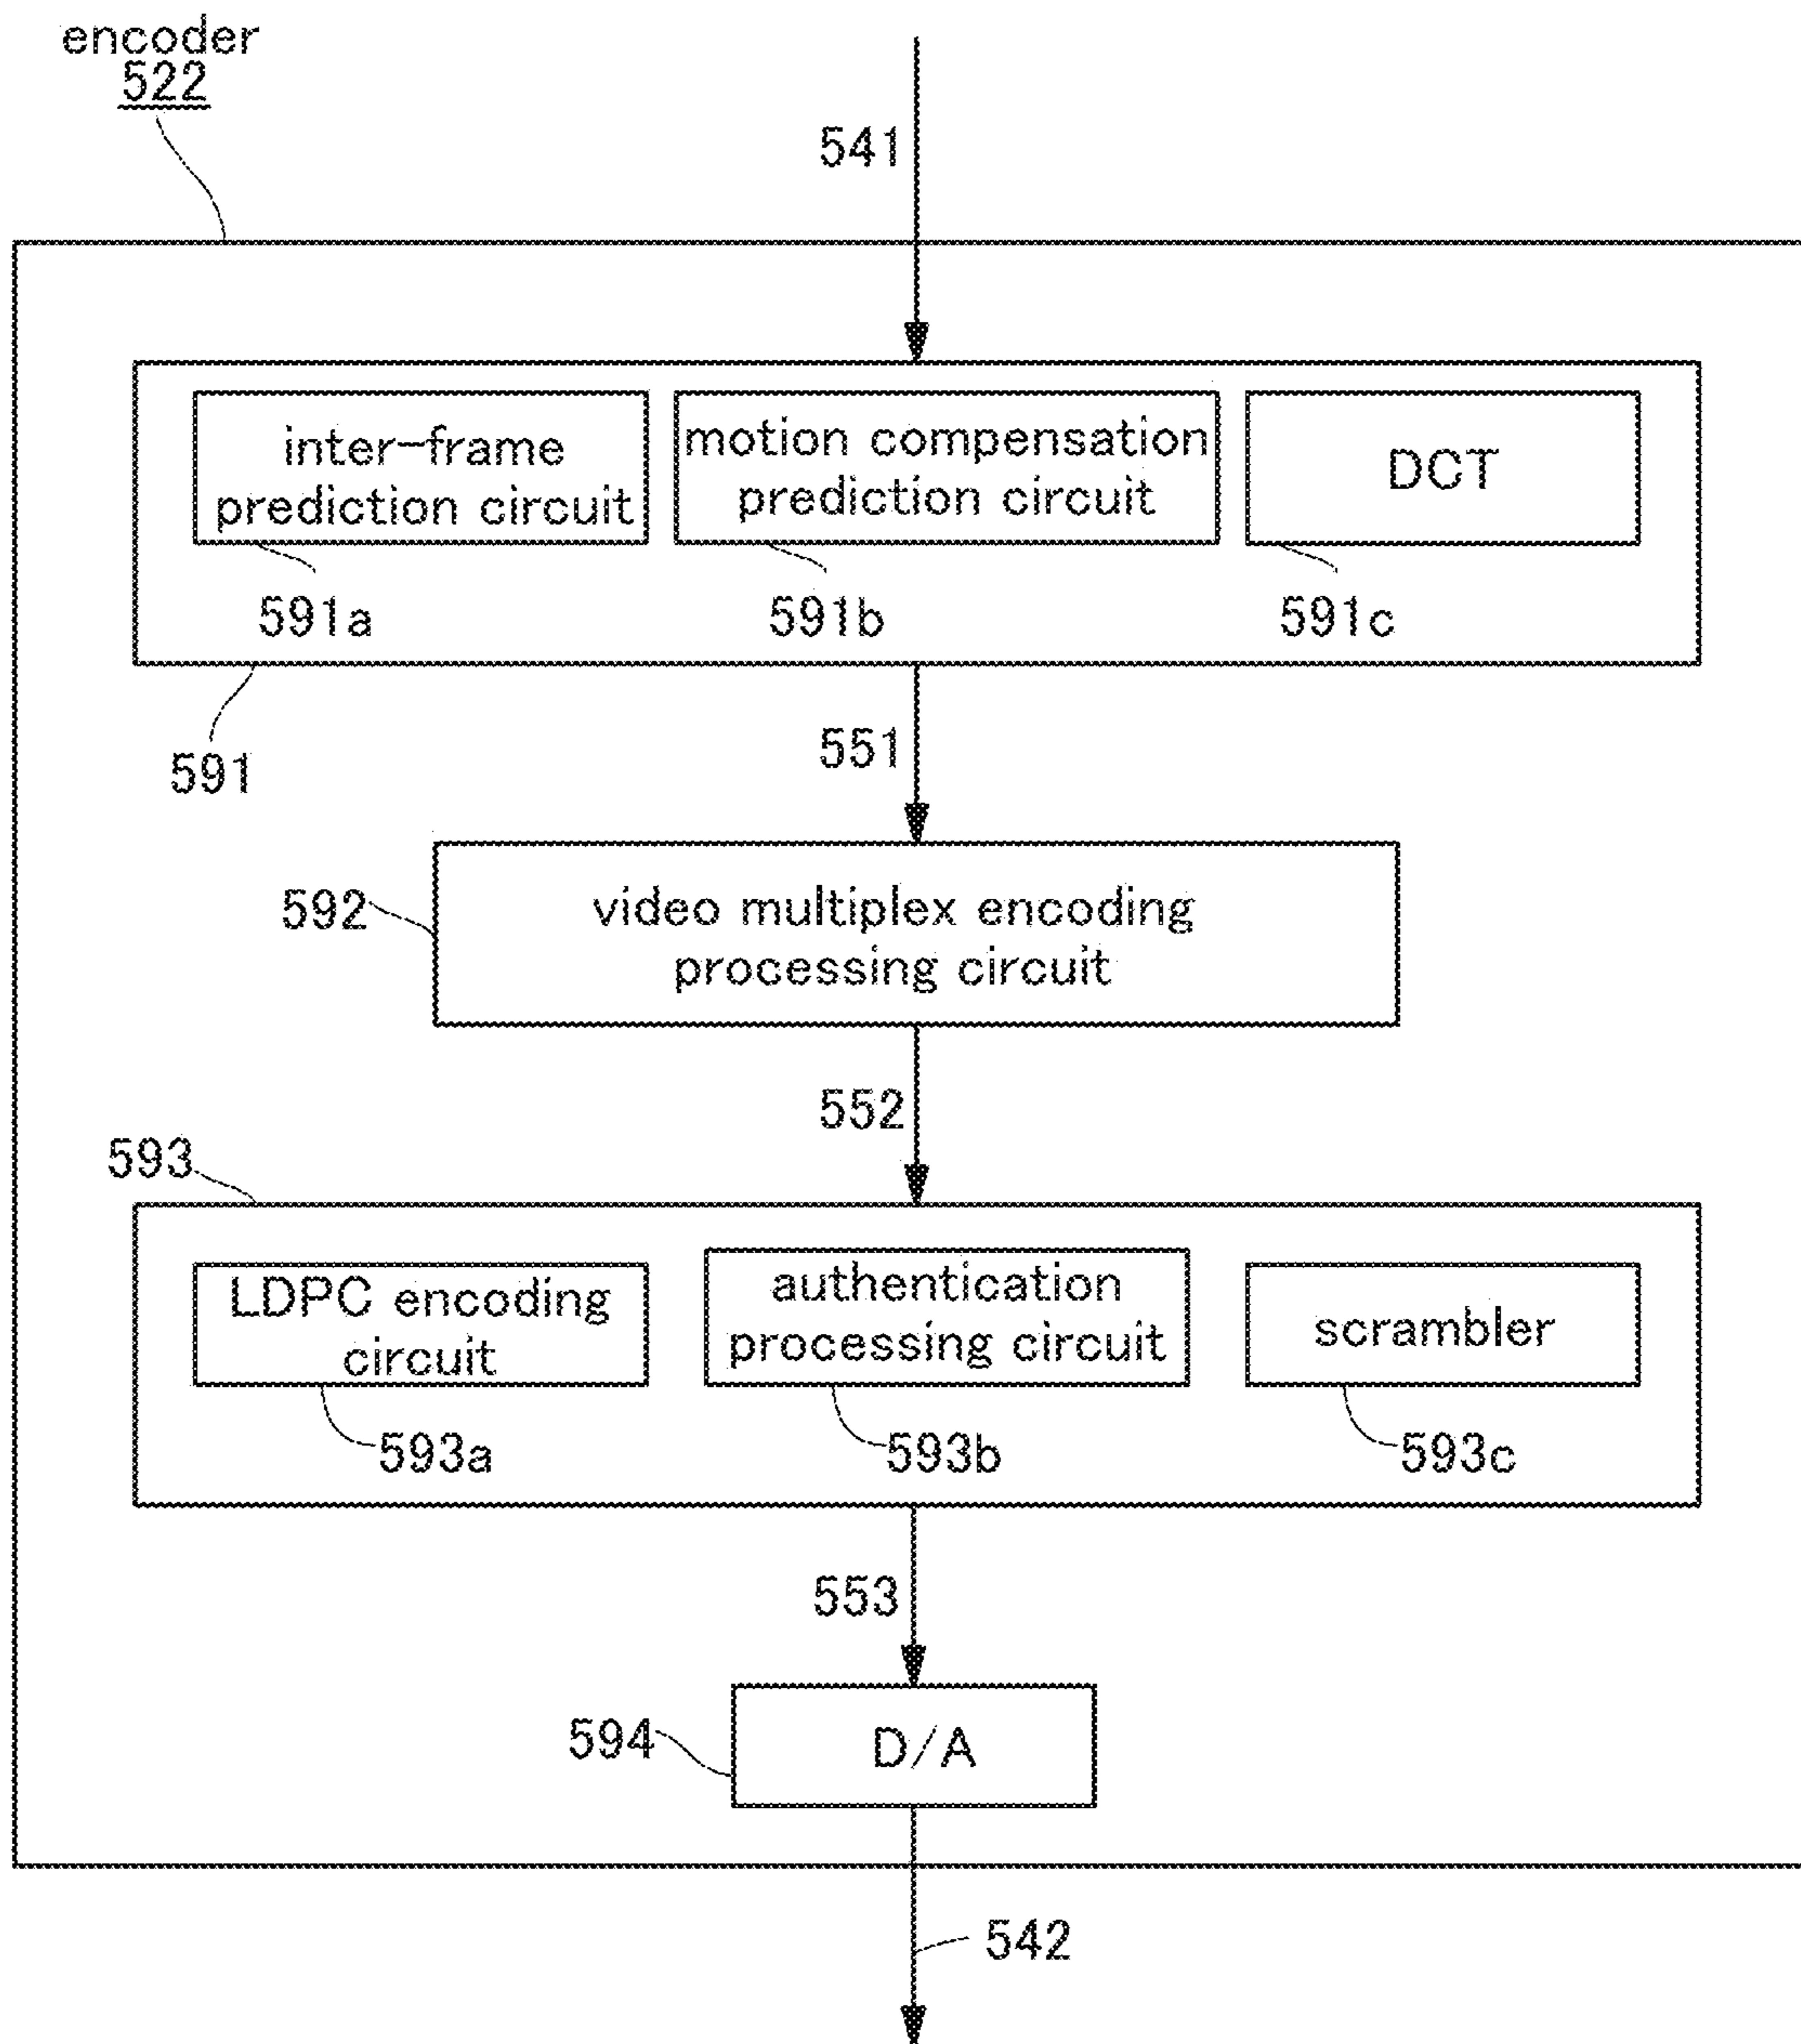 encoder
522
541
inter-frame
prediction circuit
motion compensation
prediction circuit
DCT
591a
591b
591c
591
551
592
video multiplex encoding
processing circuit
552
593
LDPC encoding
circuit
authentication
processing circuit
scrambler
593a
593b
593c
553
594
D/A
542